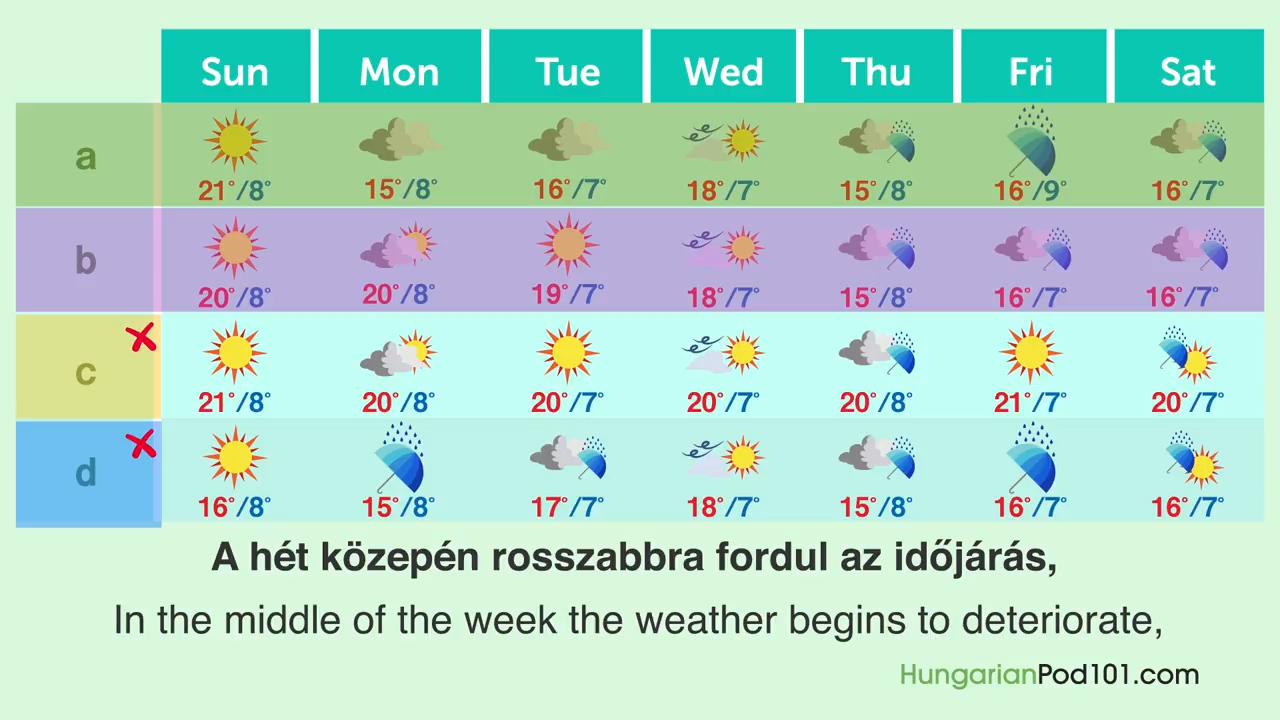 Sun Mon Tue Wed Thu Fri Sat
a
21°/8° 15°/8° 16°/7° 18°/7° 15°/8° 16°/9° 16°/7°
b
20°/8° 20°/8° 19°/7° 18°/7° 15°/8° 16°/7° 16°/7°
c
21°/8° 20°/8° 20°/7° 20°/7° 20°/8° 21°/7° 20°/7°
d
16°/8° 15°/8 17°/7° 18°/7° 15°/8° 16°/7° 16°/7°
A hét közepén rosszabbra fordul az időjárás,
In the middle of the week the weather begins to deteriorate,
HungarianPod101.com